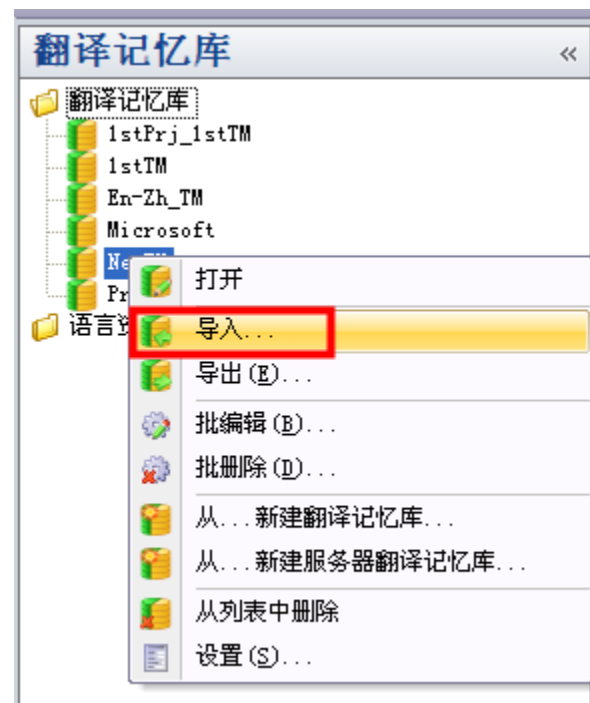 翻译记忆库
翻译记忆库
1stPrj_1stTM
1stTM
En-Zh_TM
Microsoft
打开
导入...
导出(E)...
批编辑(B)...
批删除(D)...
从...新建翻译记忆库...
从...新建服务器翻译记忆库...
从列表中删除
设置(S)...